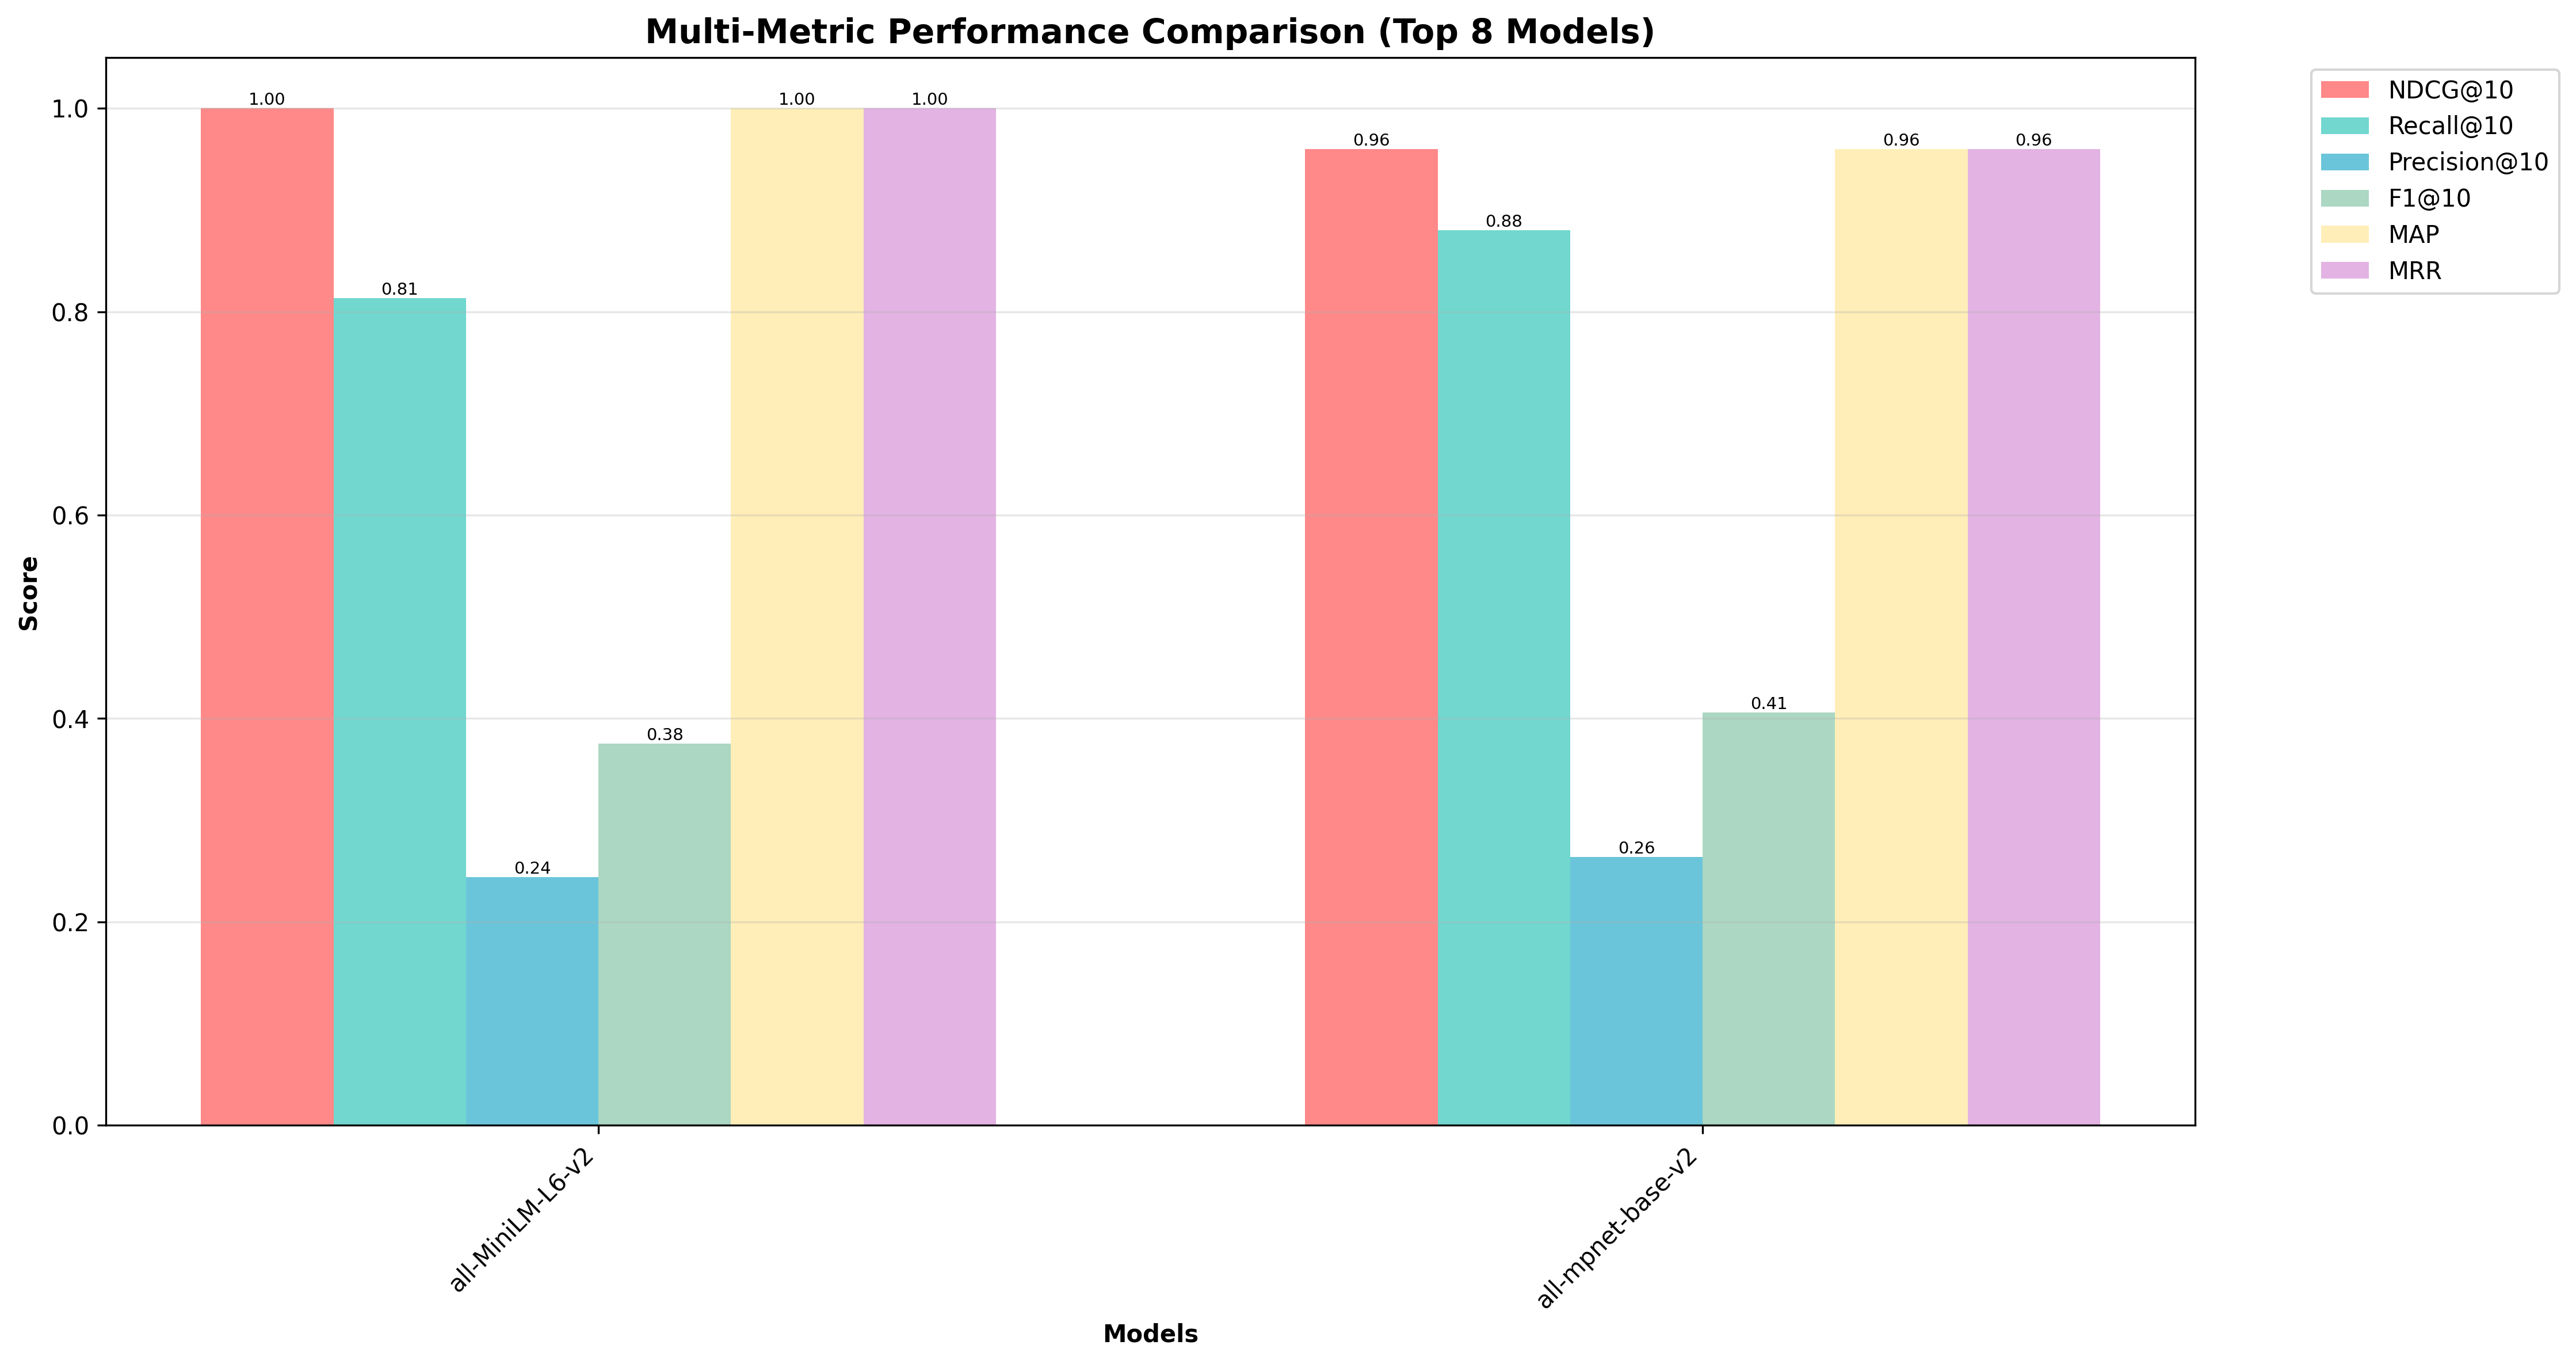 Multi-Metric Performance Comparison (Top 8 Models)
NDCG@10
Recall@10
Precision@10
F1@10
MAP
MRR
Score
1.0
0.8
0.6
0.4
0.2
0.0
1.00
0.81
0.24
0.38
1.00
1.00
0.96
0.88
0.26
0.41
0.96
0.96
all-MiniLM-L6-v2
all-mpnet-base-v2
Models